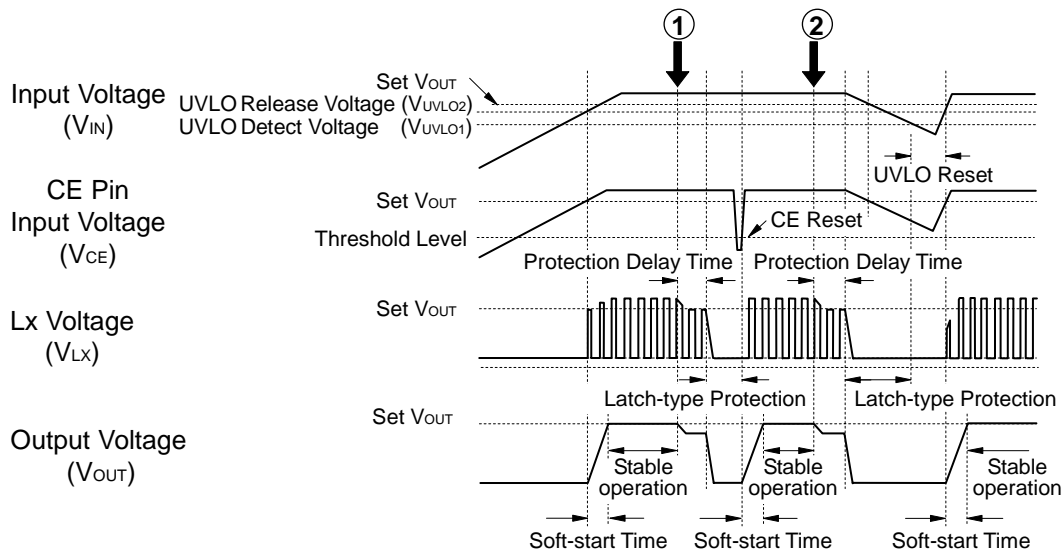 ① ②
Set VOUT
Input Voltage
(VIN)
UVLO Release Voltage (VUVLO2)
UVLO Detect Voltage (VUVLO1)
UVLO Reset
CE Pin
Input Voltage
(VCE)
Set VOUT
CE Reset
Threshold Level
Protection Delay Time Protection Delay Time
Lx Voltage
(VLX)
Set VOUT
Latch-type Protection Latch-type Protection
Set VOUT
Output Voltage
(VOUT)
Stable
operation
Stable
operation
Stable
operation
Soft-start Time Soft-start Time Soft-start Time